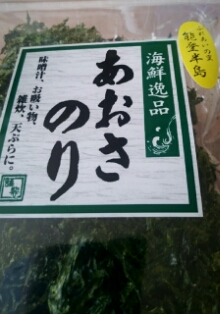 海鮮逸品
あおさ
のり
味噌汁、お吸い物、
雑炊、天ぷらに。
能登半島